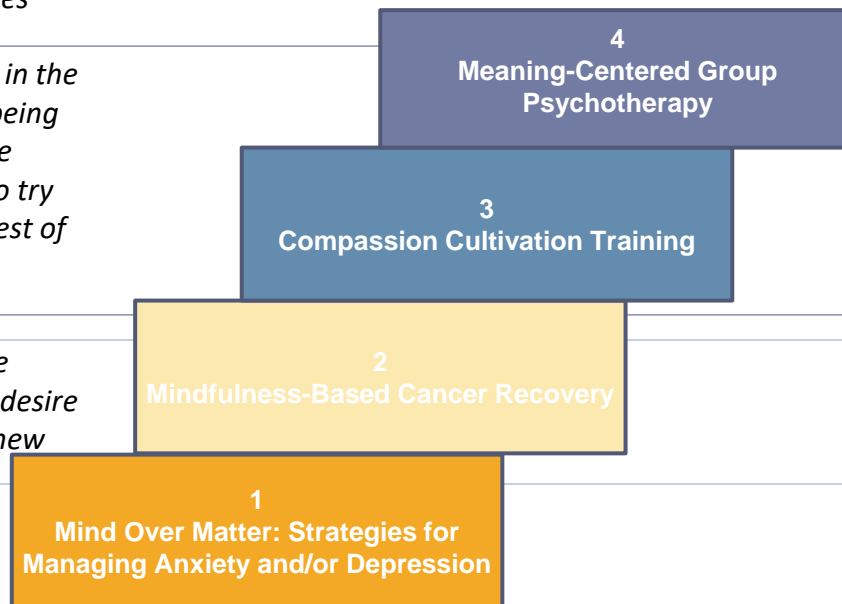 es
in the
being
e
o try
est of
e
desire
new
4
Meaning-Centered Group
Psychotherapy
3
Compassion Cultivation Training
2
Mindfulness-Based Cancer Recovery
1
Mind Over Matter: Strategies for
Managing Anxiety and/or Depression